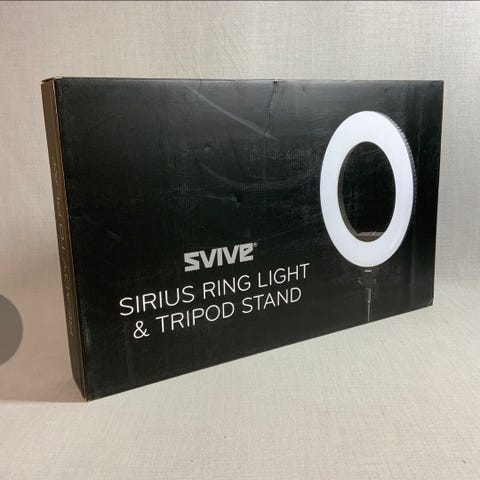 SVIVE®
SIRIUS RING LIGHT
& TRIPOD STAND